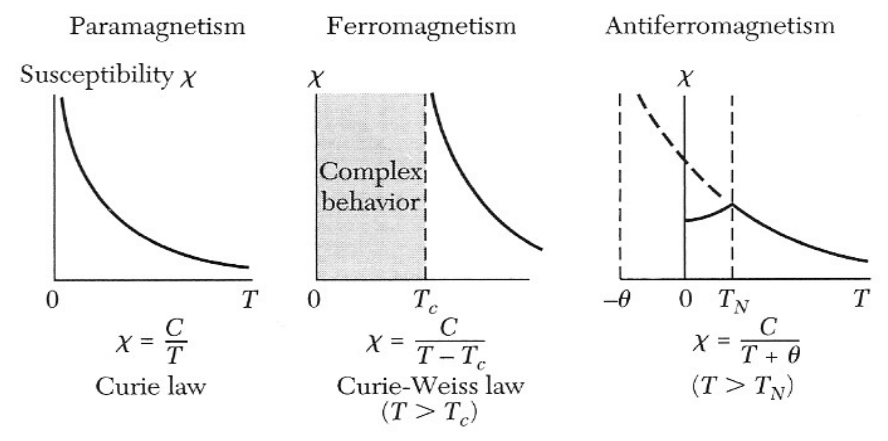 Paramagnetism
Susceptibility χ
0
T
χ = C/T
Curie law
Ferromagnetism
χ
Complex
behavior
0
T_c
χ = C/(T − T_c)
Curie-Weiss law
(T > T_c)
Antiferromagnetism
χ
−θ
0
T_N
T
χ = C/(T + θ)
(T > T_N)